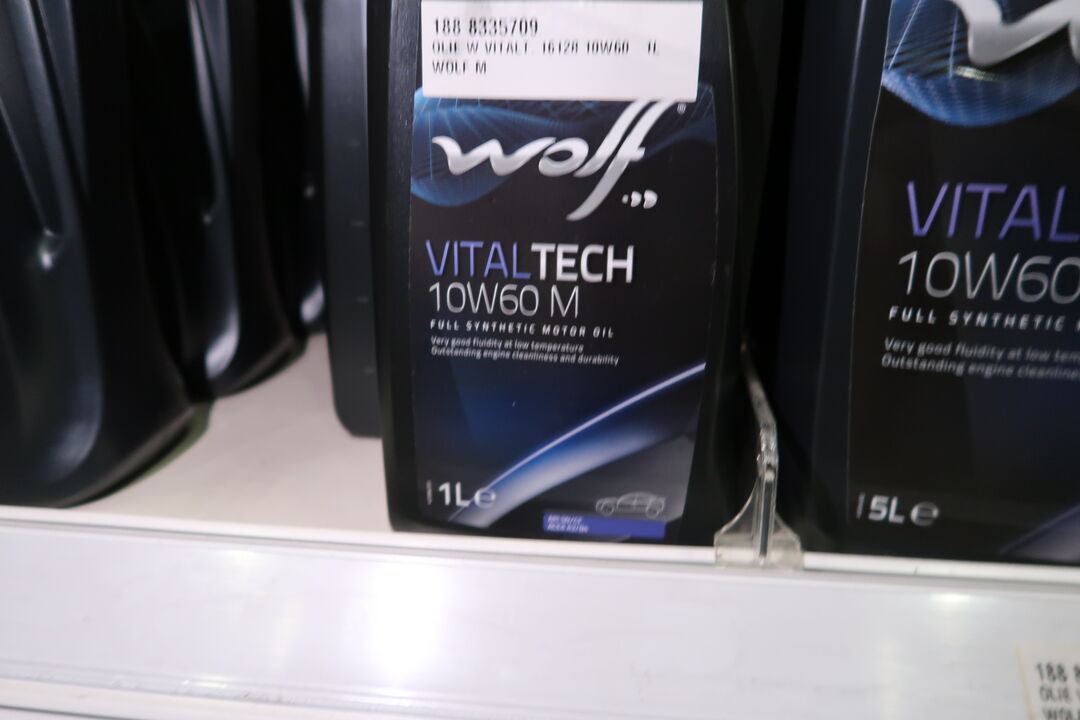 188 8335709
OLIE W VITALT. 16128 10W60 1L
WOLF M
wolf
VITALTECH
10W60 M
FULL SYNTHETIC MOTOR OIL
Very good fluidity at low temperature
Outstanding engine cleanliness and durability
1L e
VITAL
10W60
FULL SYNTHETIC
Very good fluidity at low
Outstanding engine
5L e
188
OLIE